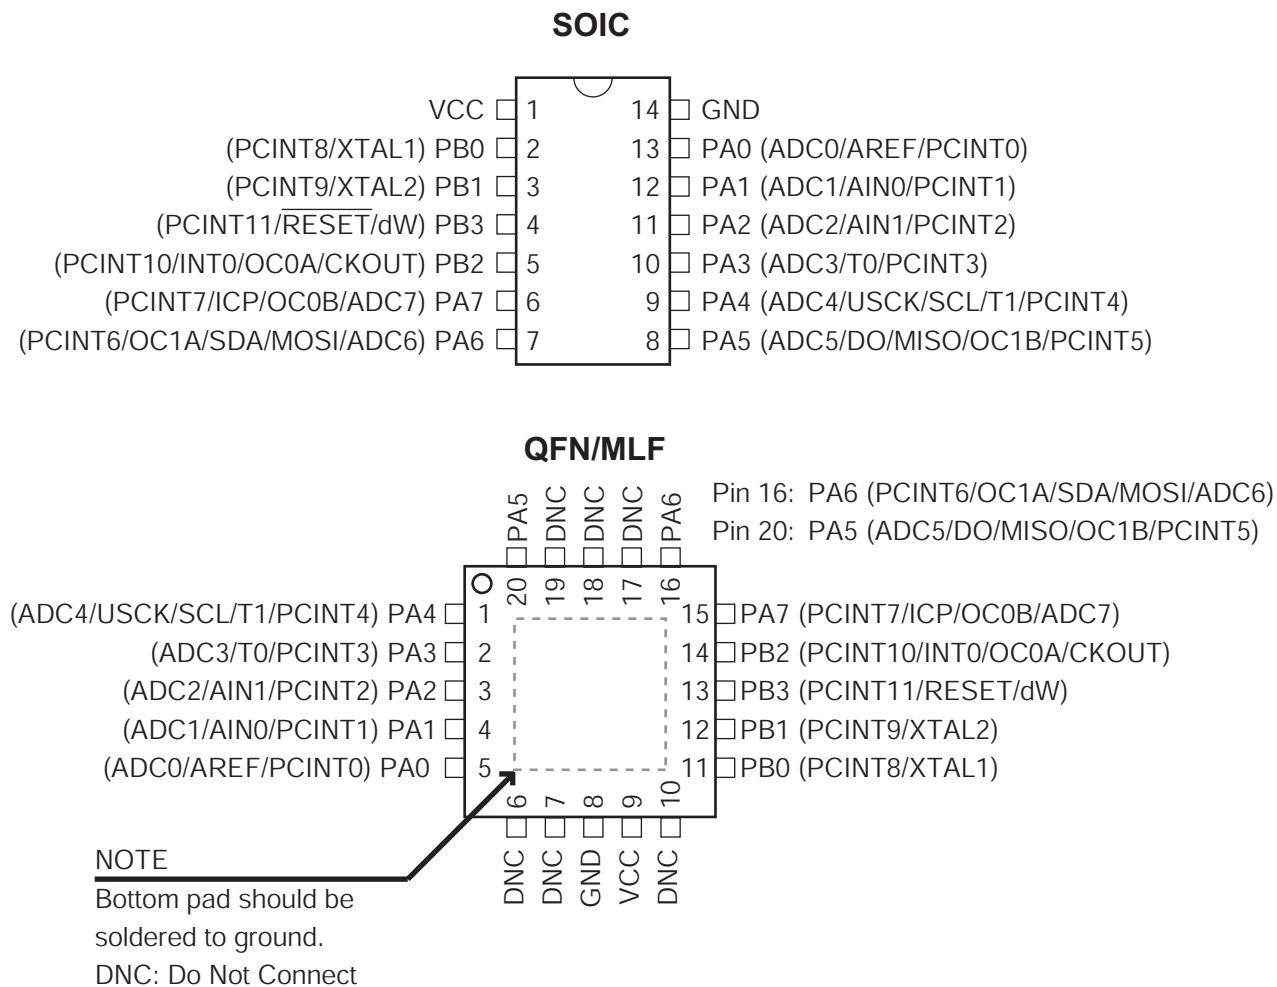 SOIC
VCC 1 14 GND
(PCINT8/XTAL1) PB0 2 13 PA0 (ADC0/AREF/PCINT0)
(PCINT9/XTAL2) PB1 3 12 PA1 (ADC1/AIN0/PCINT1)
(PCINT11/RESET/dW) PB3 4 11 PA2 (ADC2/AIN1/PCINT2)
(PCINT10/INT0/OC0A/CKOUT) PB2 5 10 PA3 (ADC3/T0/PCINT3)
(PCINT7/ICP/OC0B/ADC7) PA7 6 9 PA4 (ADC4/USCK/SCL/T1/PCINT4)
(PCINT6/OC1A/SDA/MOSI/ADC6) PA6 7 8 PA5 (ADC5/DO/MISO/OC1B/PCINT5)
QFN/MLF
Pin 16: PA6 (PCINT6/OC1A/SDA/MOSI/ADC6)
Pin 20: PA5 (ADC5/DO/MISO/OC1B/PCINT5)
PA5 DNC DNC DNC PA6
20 19 18 17 16
(ADC4/USCK/SCL/T1/PCINT4) PA4 1 15 PA7 (PCINT7/ICP/OC0B/ADC7)
(ADC3/T0/PCINT3) PA3 2 14 PB2 (PCINT10/INT0/OC0A/CKOUT)
(ADC2/AIN1/PCINT2) PA2 3 13 PB3 (PCINT11/RESET/dW)
(ADC1/AIN0/PCINT1) PA1 4 12 PB1 (PCINT9/XTAL2)
(ADC0/AREF/PCINT0) PA0 5 11 PB0 (PCINT8/XTAL1)
6 7 8 9 10
DNC DNC GND VCC DNC
NOTE
Bottom pad should be
soldered to ground.
DNC: Do Not Connect